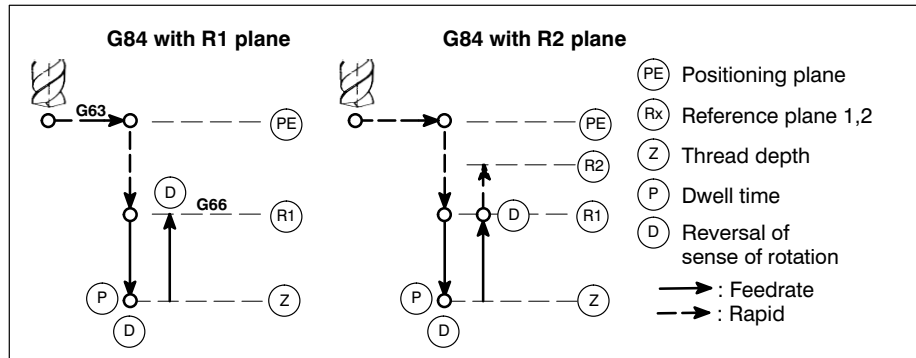 G84 with R1 plane
G63
PE
D
G66
R1
P
Z
D
G84 with R2 plane
PE
R2
D
R1
P
Z
D
PE Positioning plane
Rx Reference plane 1,2
Z Thread depth
P Dwell time
D Reversal of
sense of rotation
: Feedrate
: Rapid